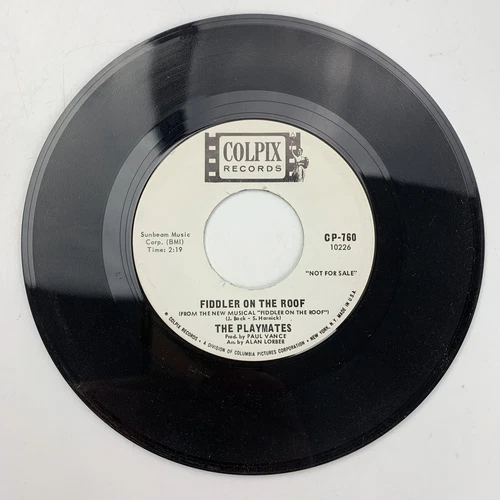 COLPIX
RECORDS
Sunbeam Music
Corp. (BMI)
Time: 2:19
CP-760
10226
"NOT FOR SALE"
FIDDLER ON THE ROOF
(FROM THE NEW MUSICAL "FIDDLER ON THE ROOF")
(J. Bock - S. Harnick)
THE PLAYMATES
Prod. by PAUL VANCE
Arr. by ALAN LORBER
© COLPIX RECORDS • A DIVISION OF COLUMBIA PICTURES CORPORATION • NEW YORK, N.Y. MADE IN U.S.A.